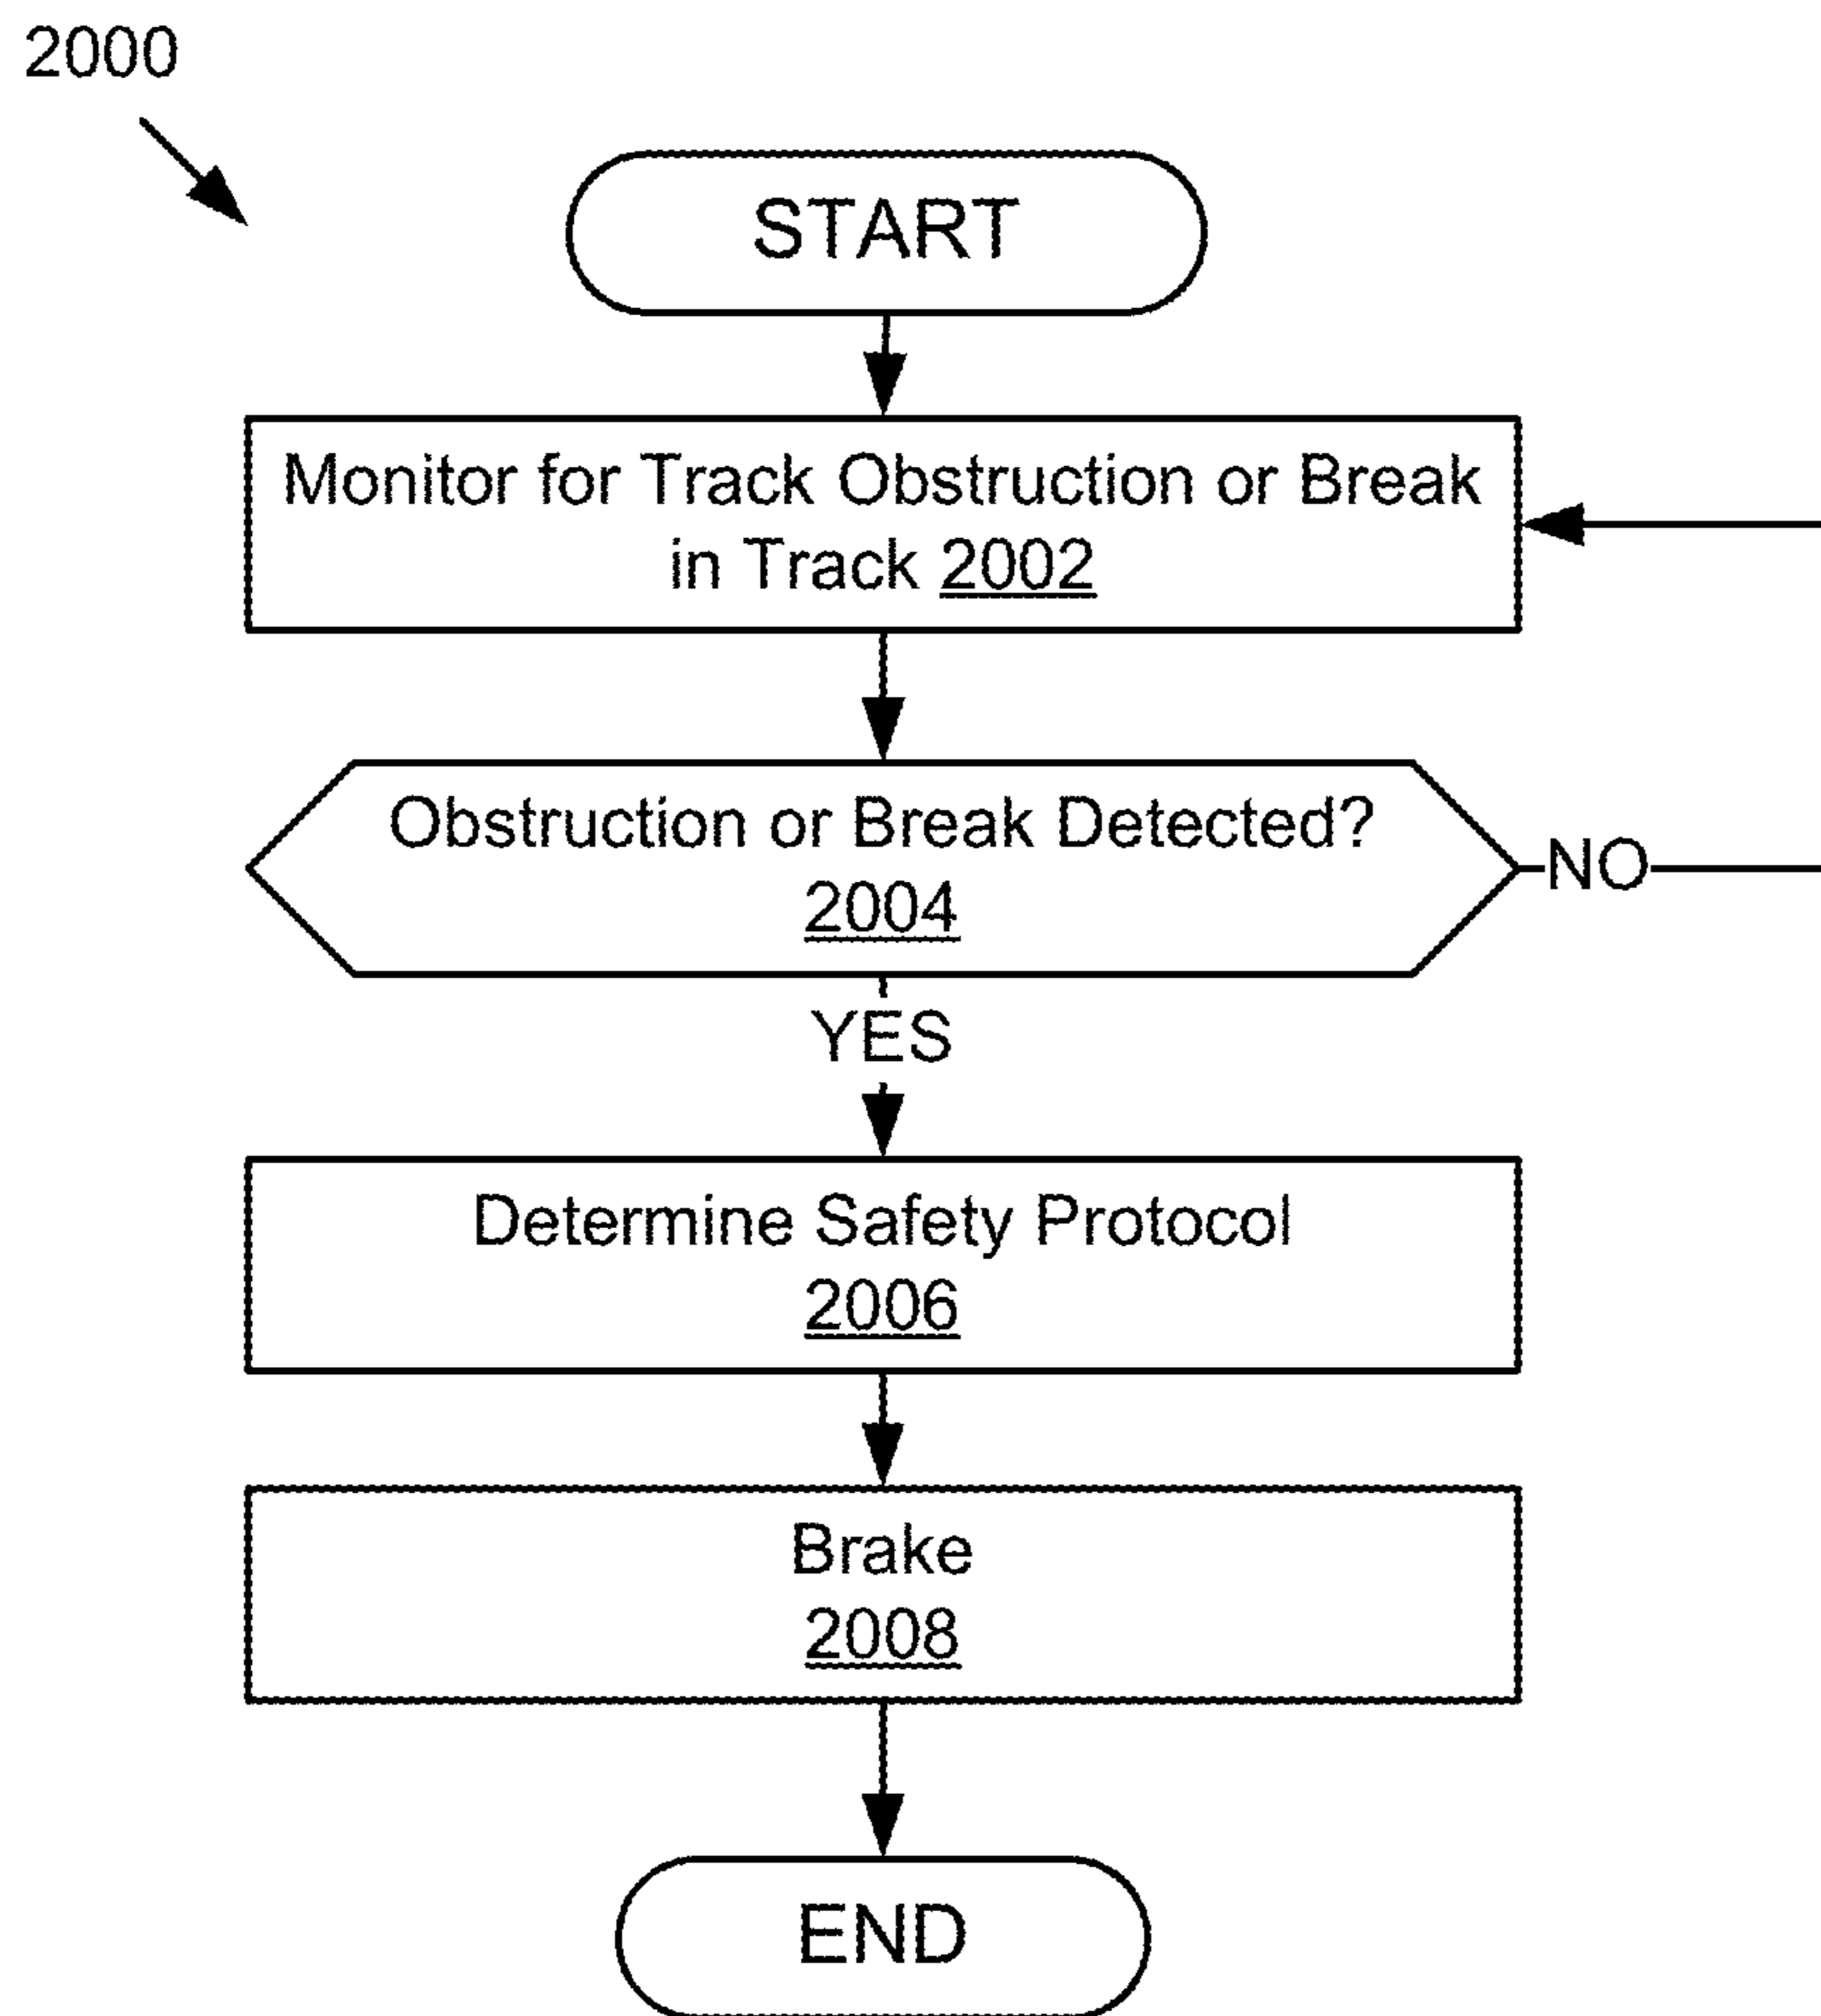 2000
START
Monitor for Track Obstruction or Break
in Track 2002
Obstruction or Break Detected?
2004
NO
YES
Determine Safety Protocol
2006
Brake
2008
END